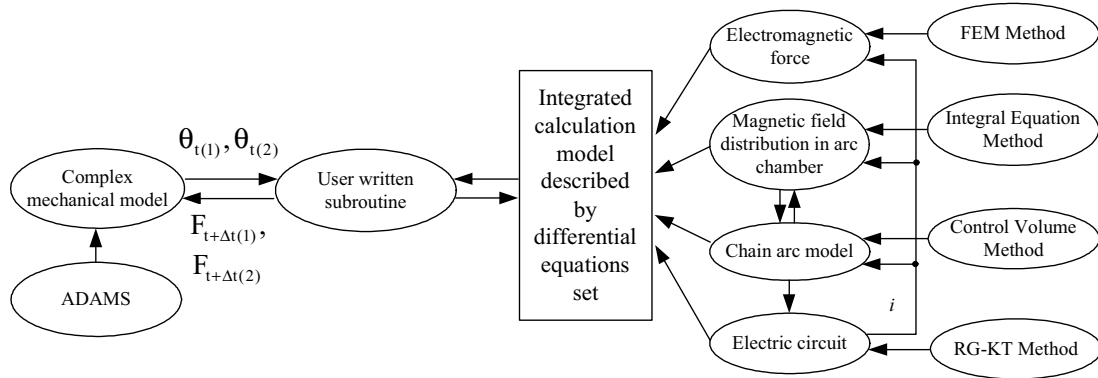 θt(1), θt(2)
Complex
mechanical model
Ft+Δt(1),
Ft+Δt(2)
ADAMS
User written
subroutine
Integrated
calculation
model
described
by
differential
equations
set
Electromagnetic
force
Magnetic field
distribution in arc
chamber
Chain arc model
Electric circuit
i
FEM Method
Integral Equation
Method
Control Volume
Method
RG-KT Method